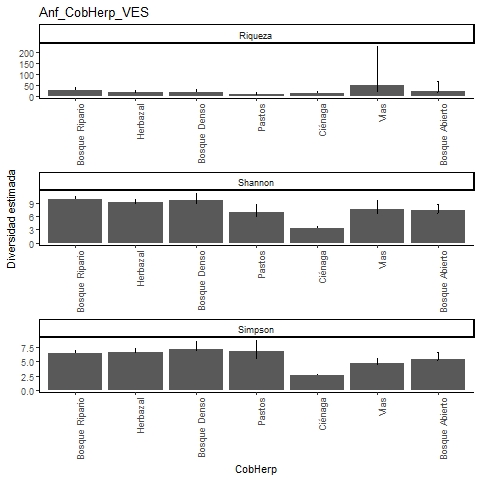 Anf_CobHerp_VES
Riqueza
200
150
100
50
0
Bosque Ripario
Herbazal
Bosque Denso
Pastos
Ciénaga
Vías
Bosque Abierto
Diversidad estimada
Shannon
9
6
3
0
Bosque Ripario
Herbazal
Bosque Denso
Pastos
Ciénaga
Vías
Bosque Abierto
Simpson
7.5
5.0
2.5
0.0
Bosque Ripario
Herbazal
Bosque Denso
Pastos
Ciénaga
Vías
Bosque Abierto
CobHerp